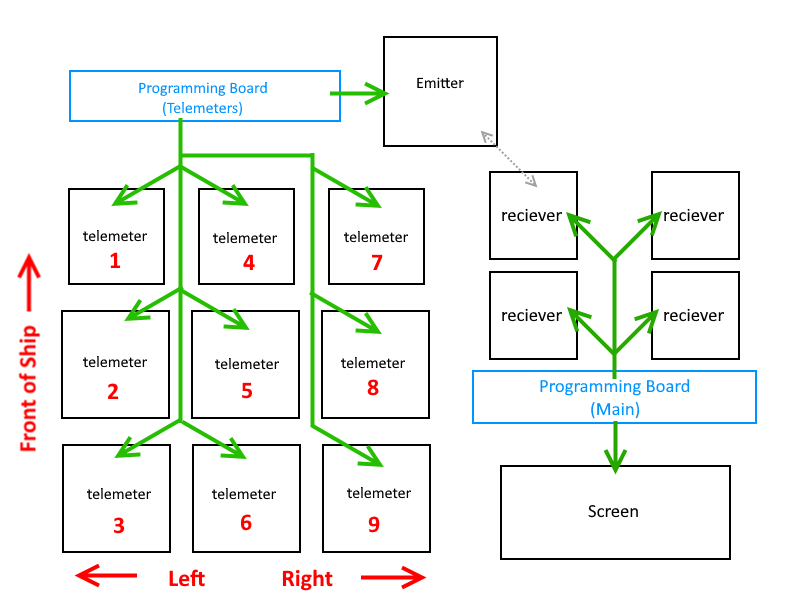 Emitter
Programming Board
(Telemeters)
reciever
reciever
telemeter
1
telemeter
4
telemeter
7
reciever
reciever
Front of Ship
telemeter
2
telemeter
5
telemeter
8
Programming Board
(Main)
telemeter
3
telemeter
6
telemeter
9
Screen
Left
Right